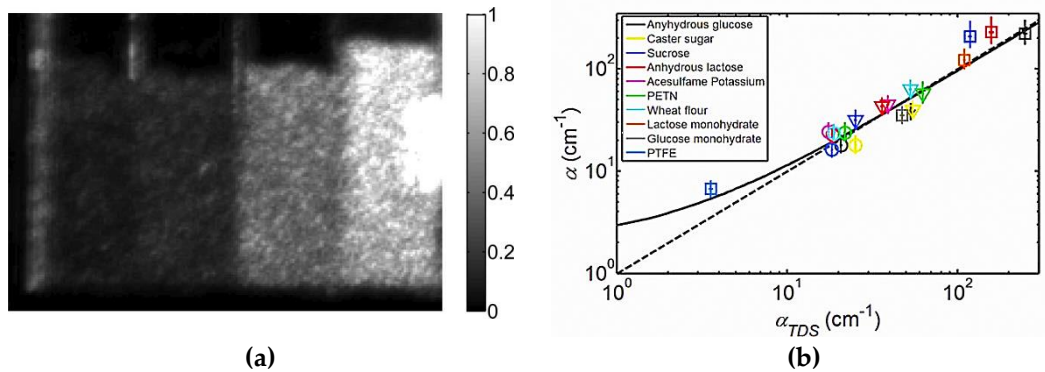 1
0.8
0.6
0.4
0.2
0
(a)
α (cm⁻¹)
10²
10¹
10⁰
Anyhydrous glucose
Caster sugar
Sucrose
Anhydrous lactose
Acesulfame Potassium
PETN
Wheat flour
Lactose monohydrate
Glucose monohydrate
PTFE
10⁰ 10¹ 10²
α_TDS (cm⁻¹)
(b)